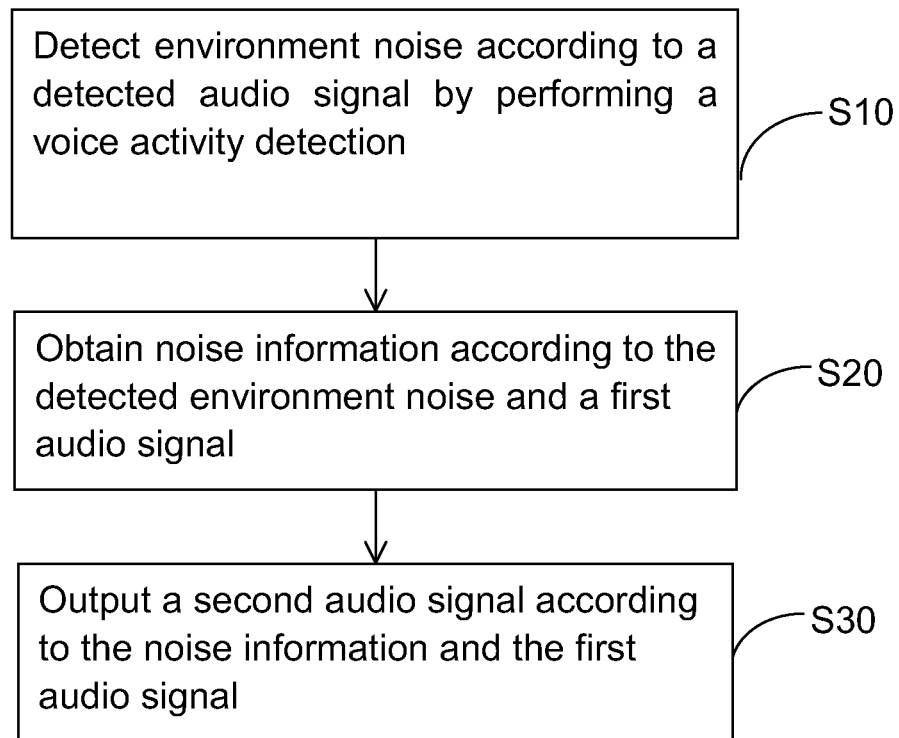 Detect environment noise according to a
detected audio signal by performing a
voice activity detection
S10
Obtain noise information according to the
detected environment noise and a first
audio signal
S20
Output a second audio signal according
to the noise information and the first
audio signal
S30